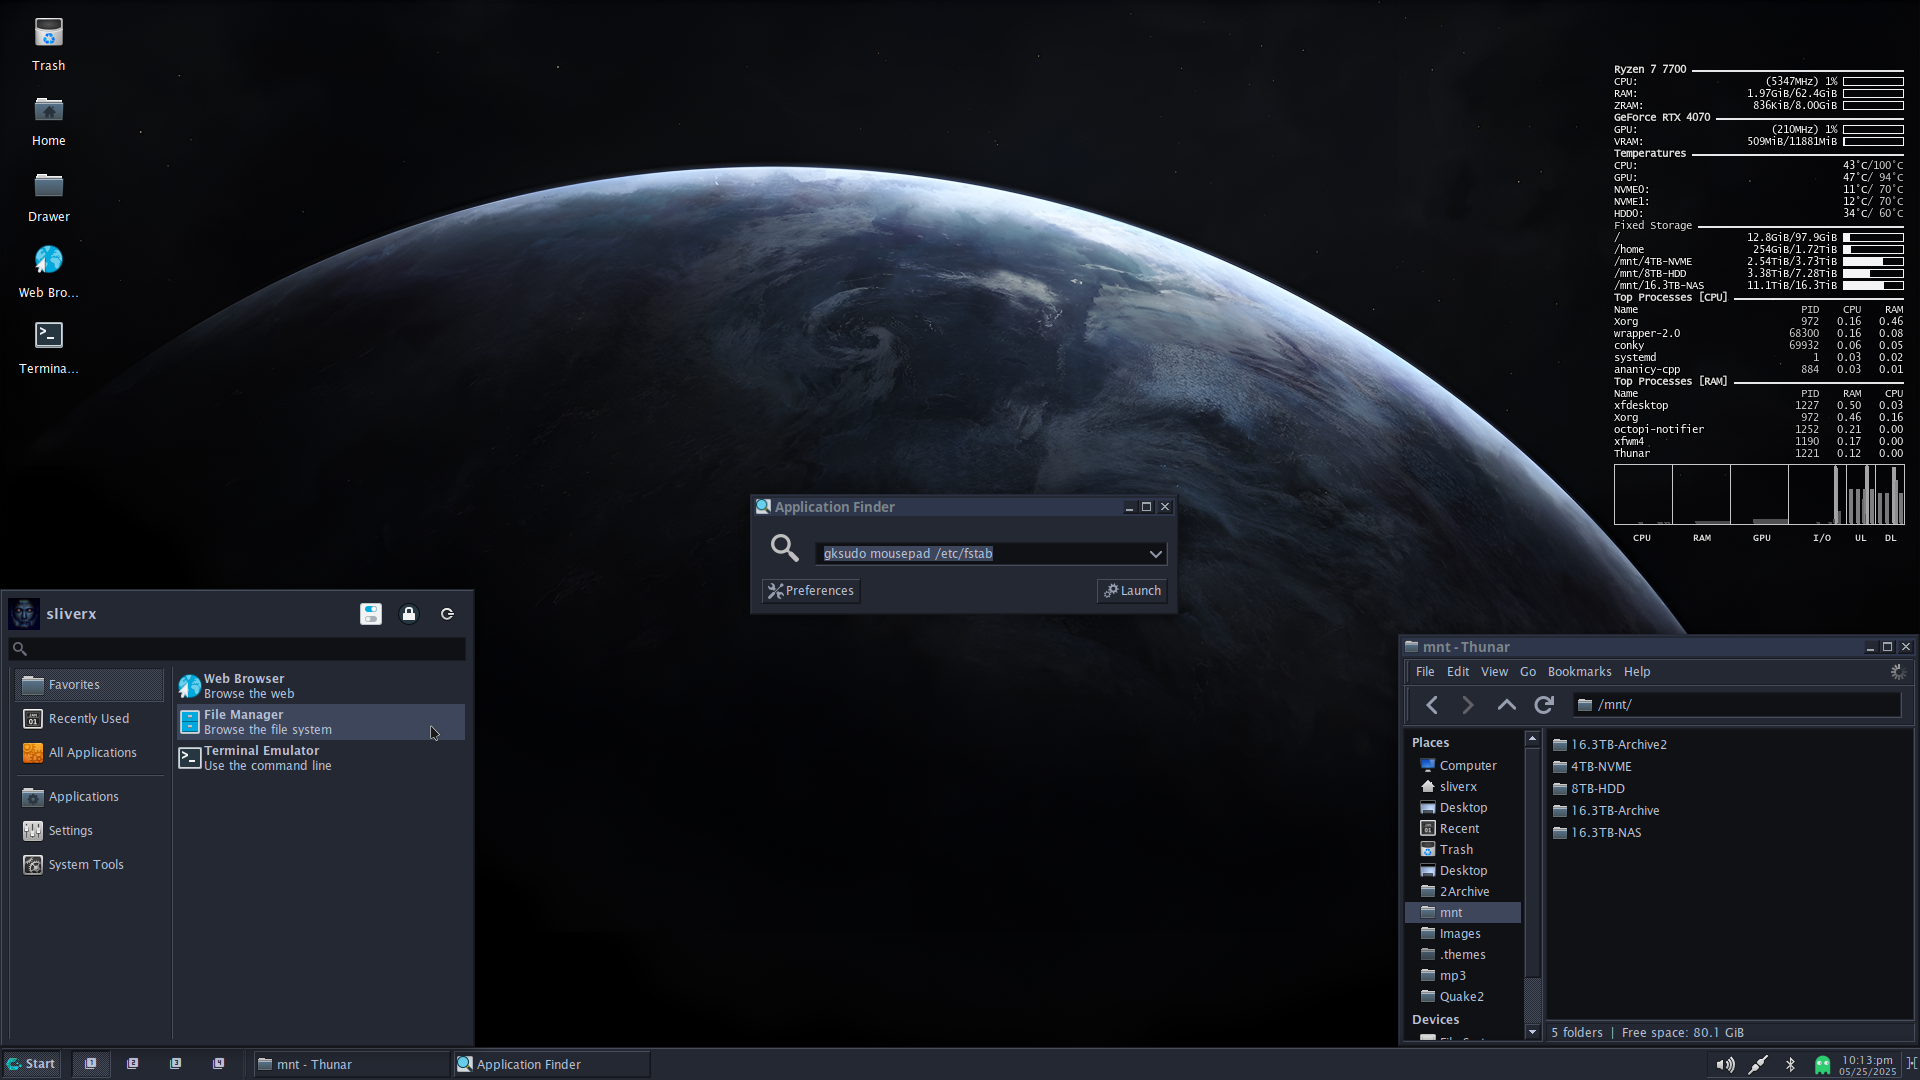 Trash
Home
Drawer
Web Bro...
Termina...
Ryzen 7 7700
CPU: (5347MHz) 1%
RAM: 1.97GiB/62.4GiB
ZRAM: 836KiB/8.00GiB
GeForce RTX 4070
GPU: (210MHz) 1%
VRAM: 509MiB/11881MiB
Temperatures
CPU: 43°C/100°C
GPU: 47°C/ 94°C
NVME0: 11°C/ 70°C
NVME1: 12°C/ 70°C
HDD0: 34°C/ 60°C
Fixed Storage
/ 12.8GiB/97.9GiB
/home 254GiB/1.72TiB
/mnt/4TB-NVME 2.54TiB/3.73TiB
/mnt/8TB-HDD 3.38TiB/7.28TiB
/mnt/16.3TB-NAS 11.1TiB/16.3TiB
Top Processes [CPU]
Name PID CPU RAM
Xorg 972 0.16 0.46
wrapper-2.0 68300 0.16 0.08
conky 69932 0.06 0.05
systemd 1 0.03 0.02
ananicy-cpp 884 0.03 0.01
Top Processes [RAM]
Name PID RAM CPU
xfdesktop 1227 0.50 0.03
Xorg 972 0.46 0.16
octopi-notifier 1252 0.21 0.00
xfwm4 1190 0.17 0.00
Thunar 1221 0.12 0.00
CPU RAM GPU I/O UL DL
Application Finder
gksudo mousepad /etc/fstab
Preferences Launch
sliverx
Favorites
Recently Used
All Applications
Applications
Settings
System Tools
Web Browser
Browse the web
File Manager
Browse the file system
Terminal Emulator
Use the command line
mnt - Thunar
File Edit View Go Bookmarks Help
/mnt/
Places
Computer
sliverx
Desktop
Recent
Trash
Desktop
2Archive
mnt
Images
.themes
mp3
Quake2
Devices
16.3TB-Archive2
4TB-NVME
8TB-HDD
16.3TB-Archive
16.3TB-NAS
5 folders | Free space: 80.1 GiB
Start 1 2 3 4 mnt - Thunar Application Finder
10:13:pm
05/25/2025